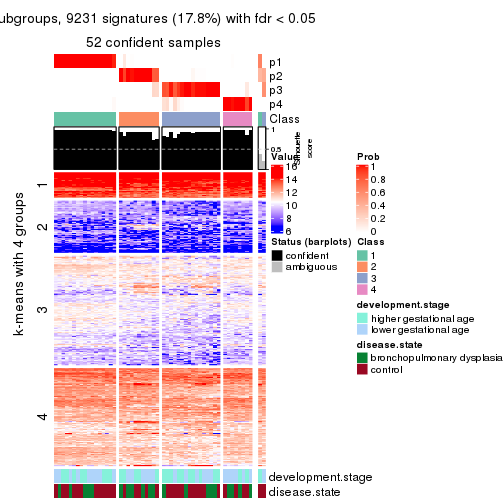 ubgroups, 9231 signatures (17.8%) with fdr < 0.05
52 confident samples
p1
p2
p3
p4
Class
1
0.5
Silhouette
score
k-means with 4 groups
1
2
3
4
Value
16
14
12
10
8
6
Status (barplots)
confident
ambiguous
Prob
1
0.8
0.6
0.4
0.2
0
Class
1
2
3
4
development.stage
higher gestational age
lower gestational age
disease.state
bronchopulmonary dysplasia
control
development.stage
disease.state